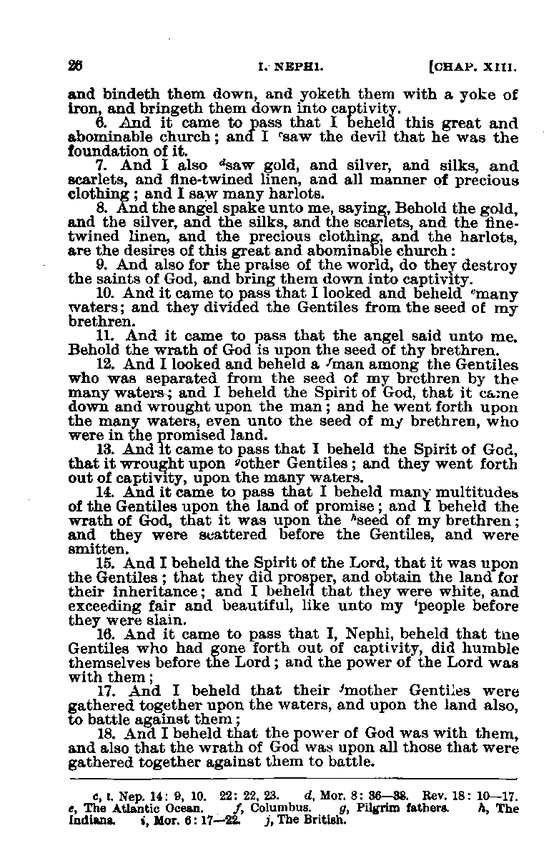 26 I. NEPHI. [CHAP. XIII.
and bindeth them down, and yoketh them with a yoke of
iron, and bringeth them down into captivity.
6. And it came to pass that I beheld this great and
abominable church; and I ᶜsaw the devil that he was the
foundation of it.
7. And I also ᵈsaw gold, and silver, and silks, and
scarlets, and fine-twined linen, and all manner of precious
clothing; and I saw many harlots.
8. And the angel spake unto me, saying, Behold the gold,
and the silver, and the silks, and the scarlets, and the fine-
twined linen, and the precious clothing, and the harlots,
are the desires of this great and abominable church:
9. And also for the praise of the world, do they destroy
the saints of God, and bring them down into captivity.
10. And it came to pass that I looked and beheld ᵉmany
waters; and they divided the Gentiles from the seed of my
brethren.
11. And it came to pass that the angel said unto me,
Behold the wrath of God is upon the seed of thy brethren.
12. And I looked and beheld a ᶠman among the Gentiles
who was separated from the seed of my brethren by the
many waters; and I beheld the Spirit of God, that it came
down and wrought upon the man; and he went forth upon
the many waters, even unto the seed of my brethren, who
were in the promised land.
13. And it came to pass that I beheld the Spirit of God,
that it wrought upon ᵍother Gentiles; and they went forth
out of captivity, upon the many waters.
14. And it came to pass that I beheld many multitudes
of the Gentiles upon the land of promise; and I beheld the
wrath of God, that it was upon the ʰseed of my brethren;
and they were scattered before the Gentiles, and were
smitten.
15. And I beheld the Spirit of the Lord, that it was upon
the Gentiles; that they did prosper, and obtain the land for
their inheritance; and I beheld that they were white, and
exceeding fair and beautiful, like unto my ⁱpeople before
they were slain.
16. And it came to pass that I, Nephi, beheld that the
Gentiles who had gone forth out of captivity, did humble
themselves before the Lord; and the power of the Lord was
with them;
17. And I beheld that their ʲmother Gentiles were
gathered together upon the waters, and upon the land also,
to battle against them;
18. And I beheld that the power of God was with them,
and also that the wrath of God was upon all those that were
gathered together against them to battle.
c, I. Nep. 14: 9, 10. 22: 22, 23. d, Mor. 8: 36—38. Rev. 18: 10—17.
e, The Atlantic Ocean. f, Columbus. g, Pilgrim fathers. h, The
Indians. i, Mor. 6: 17—22. j, The British.